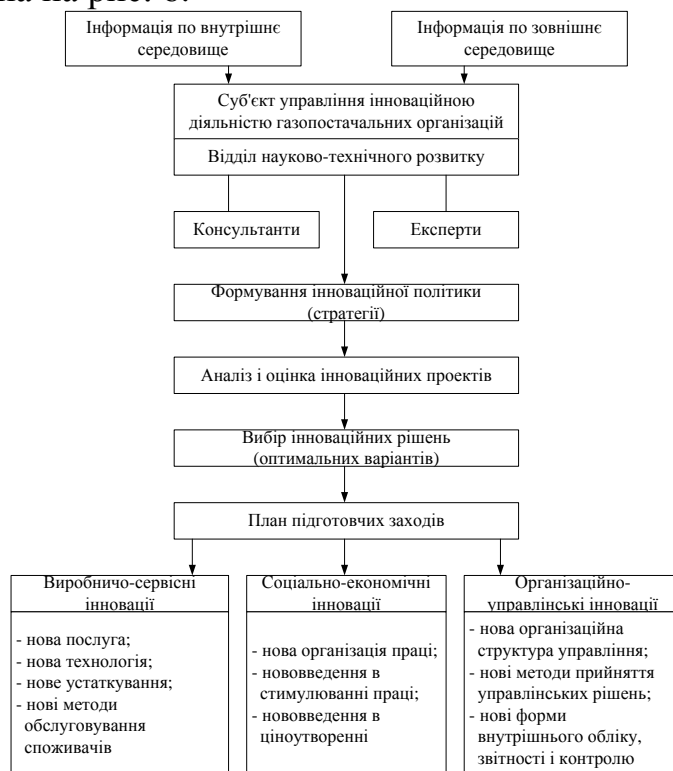 Інформація по внутрішнє
середовище
Інформація по зовнішнє
середовище
Суб'єкт управління інноваційною
діяльністю газопостачальних організацій
Відділ науково-технічного розвитку
Консультанти
Експерти
Формування інноваційної політики
(стратегії)
Аналіз і оцінка інноваційних проектів
Вибір інноваційних рішень
(оптимальних варіантів)
План підготовчих заходів
Виробничо-сервісні
інновації
- нова послуга;
- нова технологія;
- нове устаткування;
- нові методи
обслуговування
споживачів
Соціально-економічні
інновації
- нова організація праці;
- нововведення в
стимулюванні праці;
- нововведення в
ціноутворенні
Організаційно-
управлінські інновації
- нова організаційна
структура управління;
- нові методи прийняття
управлінських рішень;
- нові форми
внутрішнього обліку,
звітності і контролю